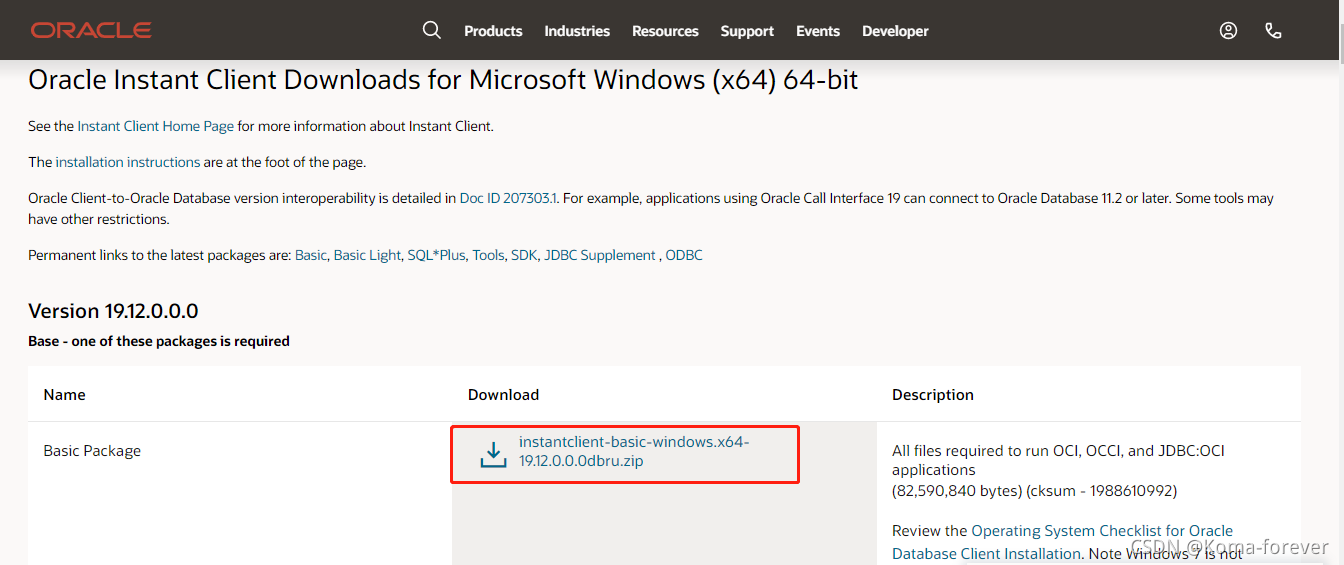 ORACLE
Products Industries Resources Support Events Developer
Oracle Instant Client Downloads for Microsoft Windows (x64) 64-bit
See the Instant Client Home Page for more information about Instant Client.
The installation instructions are at the foot of the page.
Oracle Client-to-Oracle Database version interoperability is detailed in Doc ID 207303.1. For example, applications using Oracle Call Interface 19 can connect to Oracle Database 11.2 or later. Some tools may
have other restrictions.
Permanent links to the latest packages are: Basic, Basic Light, SQL*Plus, Tools, SDK, JDBC Supplement , ODBC
Version 19.12.0.0.0
Base - one of these packages is required
Name Download Description
Basic Package
instantclient-basic-windows.x64-
19.12.0.0.0dbru.zip
All files required to run OCI, OCCI, and JDBC:OCI
applications
(82,590,840 bytes) (cksum - 1988610992)
Review the Operating System Checklist for Oracle
Database Client Installation. Note Windows 7 is not
CSDN @Koma-forever